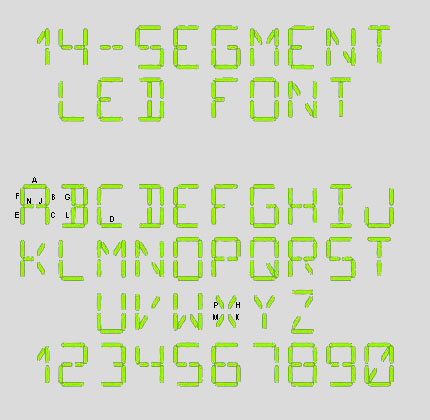 14-SEGMENT
LED FONT
A
F N J B G
E C L D
ABCDEFGHIJ
KLMNOPQRST
P H
M K
UVWXYZ
1234567890